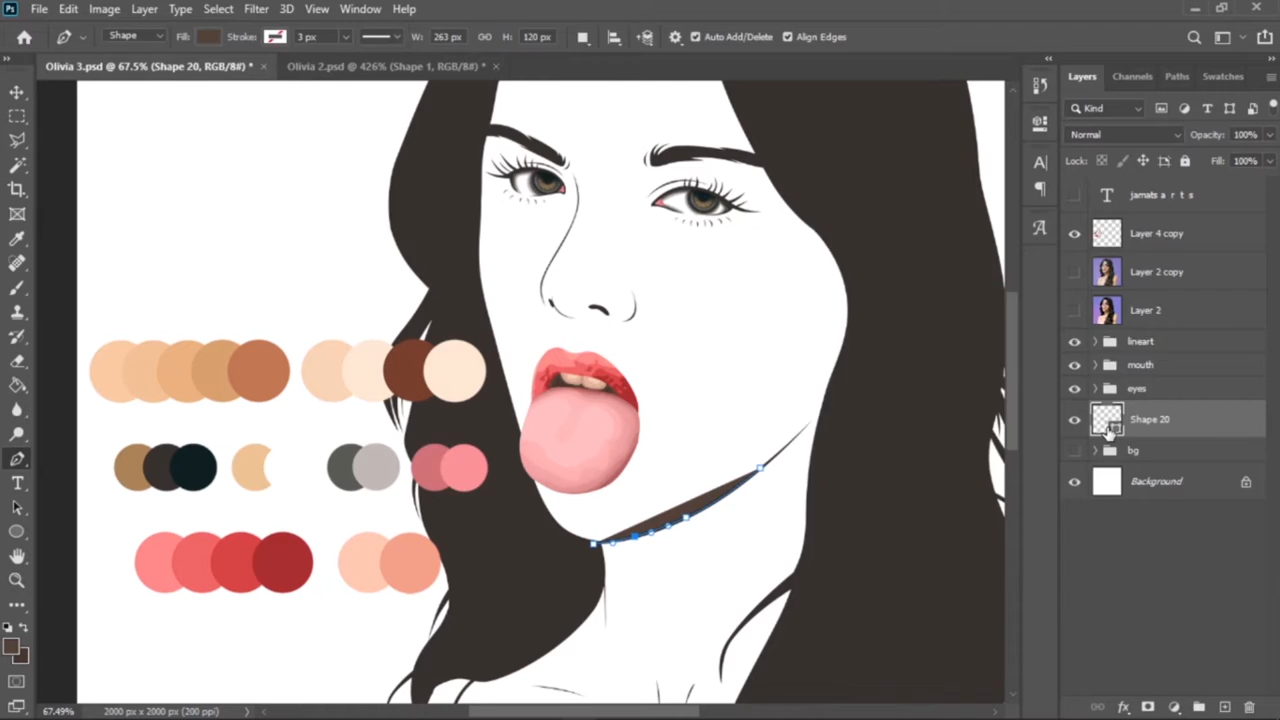 Ps File Edit Image Layer Type Select Filter 3D View Window Help
Shape Fill: Stroke: 3 px W: 263 px H: 120 px Auto Add/Delete Align Edges
Olivia 3.psd @ 67.5% (Shape 20, RGB/8#) * Olivia 2.psd @ 426% (Shape 1, RGB/8#) *
Layers Channels Paths Swatches
Kind
Normal Opacity: 100%
Lock: Fill: 100%
jamats a r t s
Layer 4 copy
Layer 2 copy
Layer 2
lineart
mouth
eyes
Shape 20
bg
Background
67.49% 2000 px x 2000 px (200 ppi)